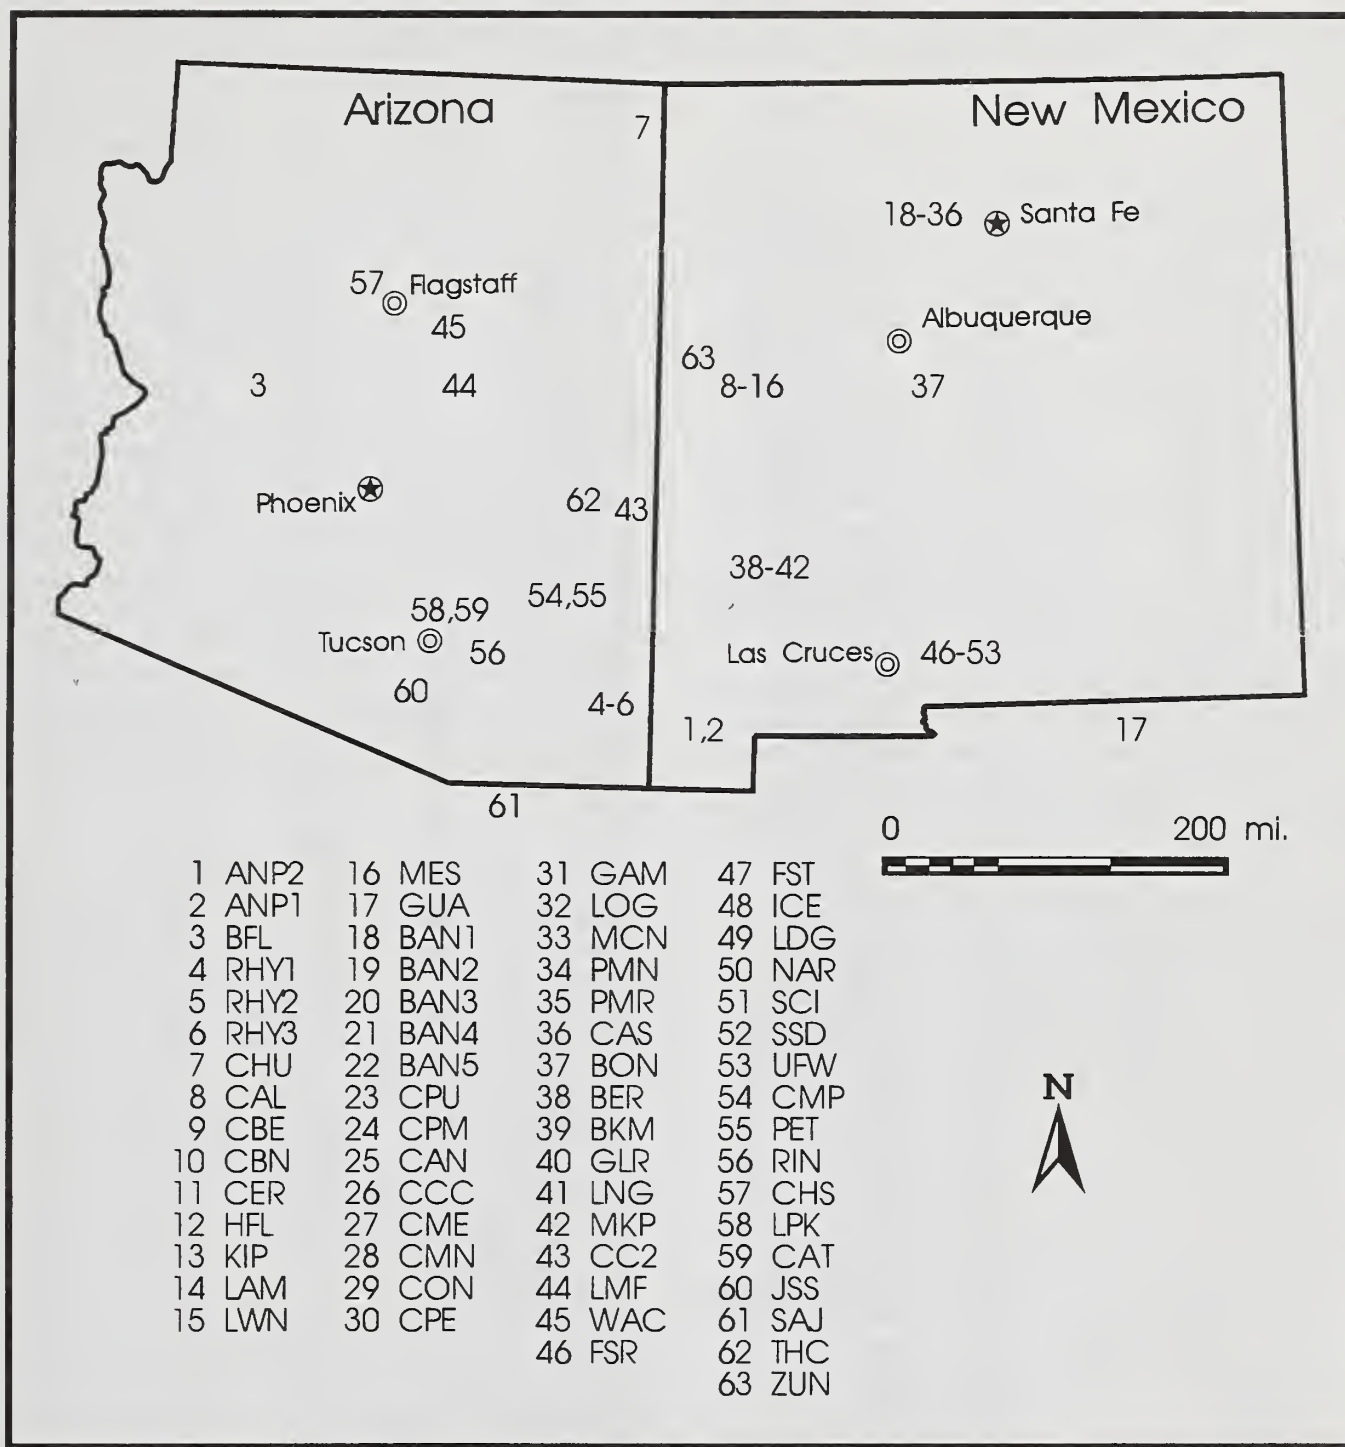 Arizona
New Mexico
7
18-36 Santa Fe
57 Flagstaff
45
Albuquerque
63
3
44
8-16
37
Phoenix
62
43
38-42
54,55
58,59
Tucson
56
Las Cruces
46-53
60
4-6
1,2
17
61
0 200 mi.
1 ANP2 16 MES 31 GAM 47 FST
2 ANP1 17 GUA 32 LOG 48 ICE
3 BFL 18 BAN1 33 MCN 49 LDG
4 RHY1 19 BAN2 34 PMN 50 NAR
5 RHY2 20 BAN3 35 PMR 51 SCI
6 RHY3 21 BAN4 36 CAS 52 SSD
7 CHU 22 BAN5 37 BON 53 UFW
8 CAL 23 CPU 38 BER 54 CMP
9 CBE 24 CPM 39 BKM 55 PET
10 CBN 25 CAN 40 GLR 56 RIN
11 CER 26 CCC 41 LNG 57 CHS
12 HFL 27 CME 42 MKP 58 LPK
13 KIP 28 CMN 43 CC2 59 CAT
14 LAM 29 CON 44 LMF 60 JSS
15 LWN 30 CPE 45 WAC 61 SAJ
46 FSR 62 THC
63 ZUN
N